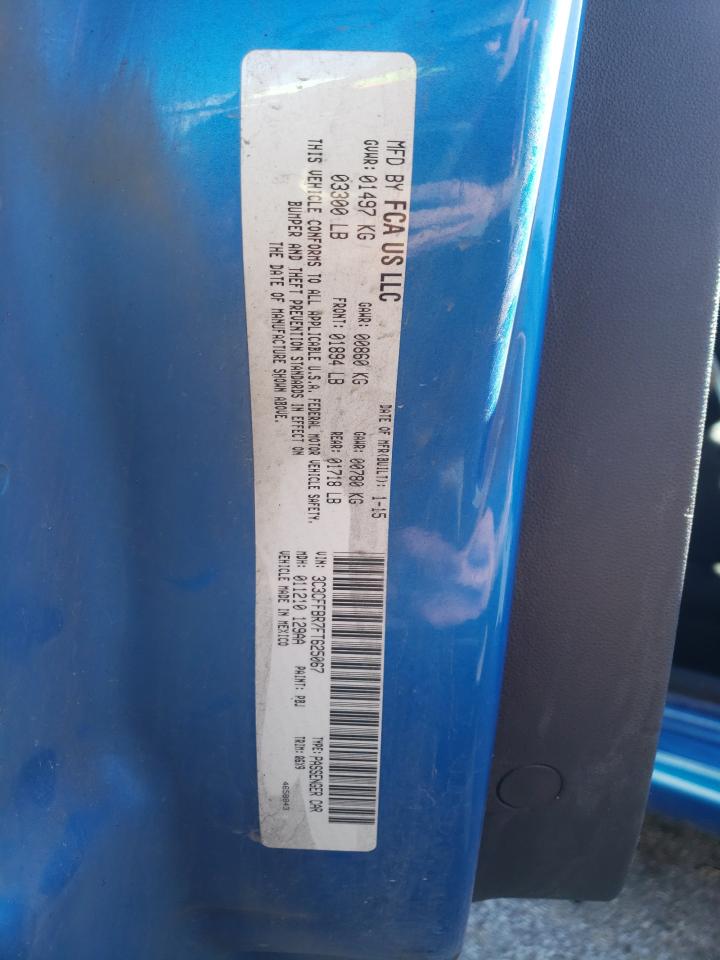 MFD BY FCA US LLC
DATE OF MFR(BUILT): 1-15
GVWR: 01497 KG GAWR: 00860 KG GAWR: 00780 KG
03300 LB FRONT: 01894 LB REAR: 01718 LB
THIS VEHICLE CONFORMS TO ALL APPLICABLE U.S.A. FEDERAL MOTOR VEHICLE SAFETY,
BUMPER AND THEFT PREVENTION STANDARDS IN EFFECT ON
THE DATE OF MANUFACTURE SHOWN ABOVE.
VIN: 3C3CFFBR7FT625067 TYPE: PASSENGER CAR
MDH: 011210 129AA PAINT: PBJ TRIM: 06X9
VEHICLE MADE IN MEXICO
4658043